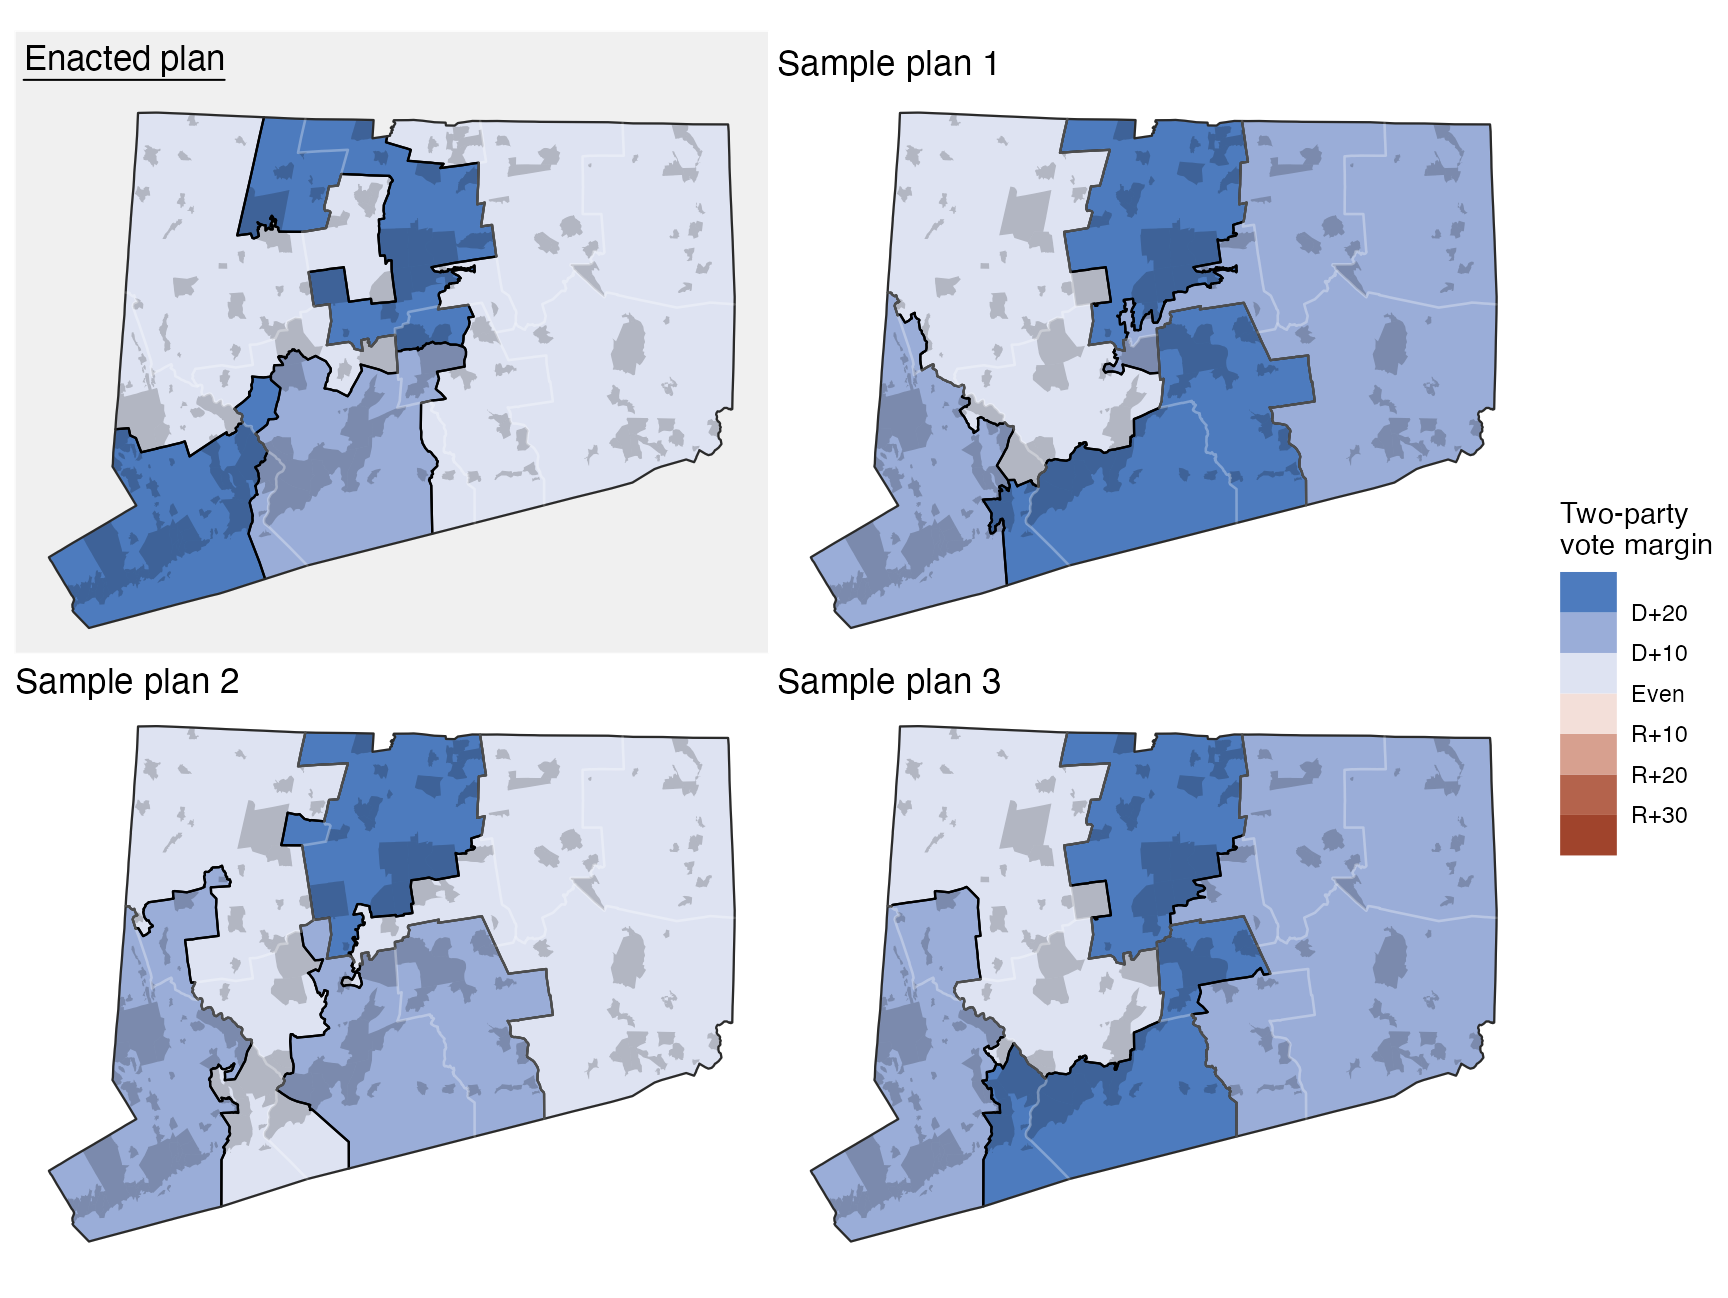 Enacted plan
Sample plan 1
Sample plan 2
Sample plan 3
Two-party
vote margin
D+20
D+10
Even
R+10
R+20
R+30